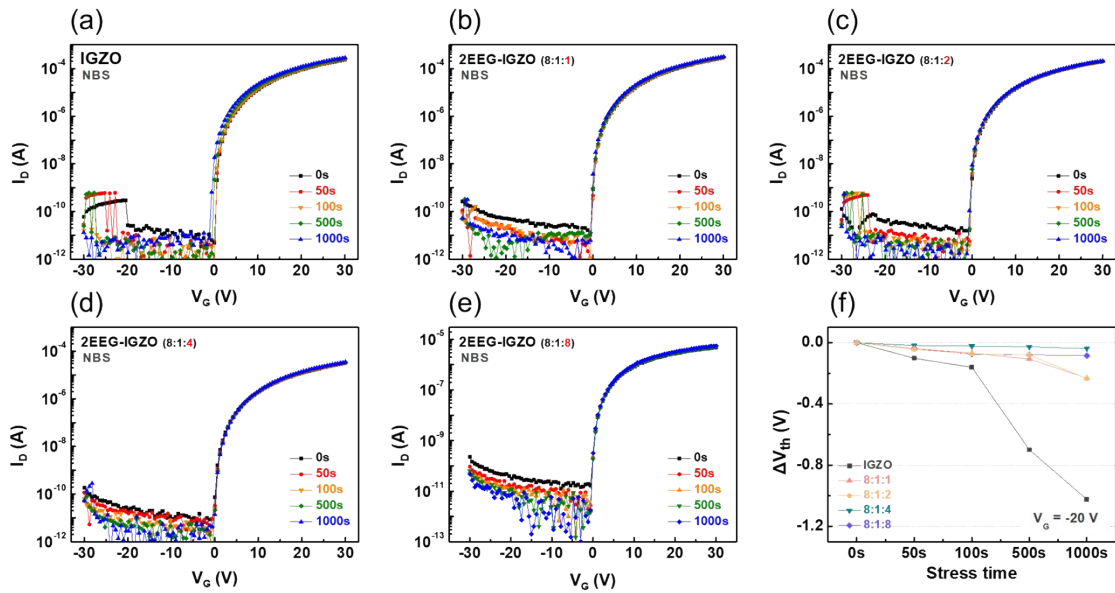 (a)
IGZO
NBS
I_D (A)
10^-4
10^-6
10^-8
10^-10
10^-12
0s
50s
100s
500s
1000s
-30 -20 -10 0 10 20 30
V_G (V)
(b)
2EEG-IGZO (8:1:1)
NBS
I_D (A)
10^-4
10^-6
10^-8
10^-10
10^-12
0s
50s
100s
500s
1000s
-30 -20 -10 0 10 20 30
V_G (V)
(c)
2EEG-IGZO (8:1:2)
NBS
I_D (A)
10^-4
10^-6
10^-8
10^-10
10^-12
0s
50s
100s
500s
1000s
-30 -20 -10 0 10 20 30
V_G (V)
(d)
2EEG-IGZO (8:1:4)
NBS
I_D (A)
10^-4
10^-6
10^-8
10^-10
10^-12
0s
50s
100s
500s
1000s
-30 -20 -10 0 10 20 30
V_G (V)
(e)
2EEG-IGZO (8:1:8)
NBS
I_D (A)
10^-5
10^-7
10^-9
10^-11
10^-13
0s
50s
100s
500s
1000s
-30 -20 -10 0 10 20 30
V_G (V)
(f)
ΔV_th (V)
0.0
-0.4
-0.8
-1.2
IGZO
8:1:1
8:1:2
8:1:4
8:1:8
V_G = -20 V
0s 50s 100s 500s 1000s
Stress time